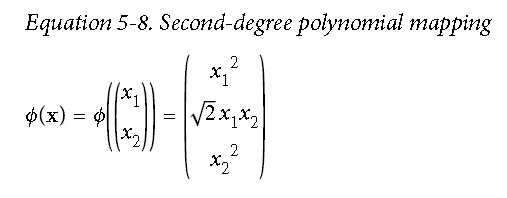 Equation 5-8. Second-degree polynomial mapping
ϕ(x) = ϕ((x₁ x₂)) = (x₁² √2 x₁x₂ x₂²)